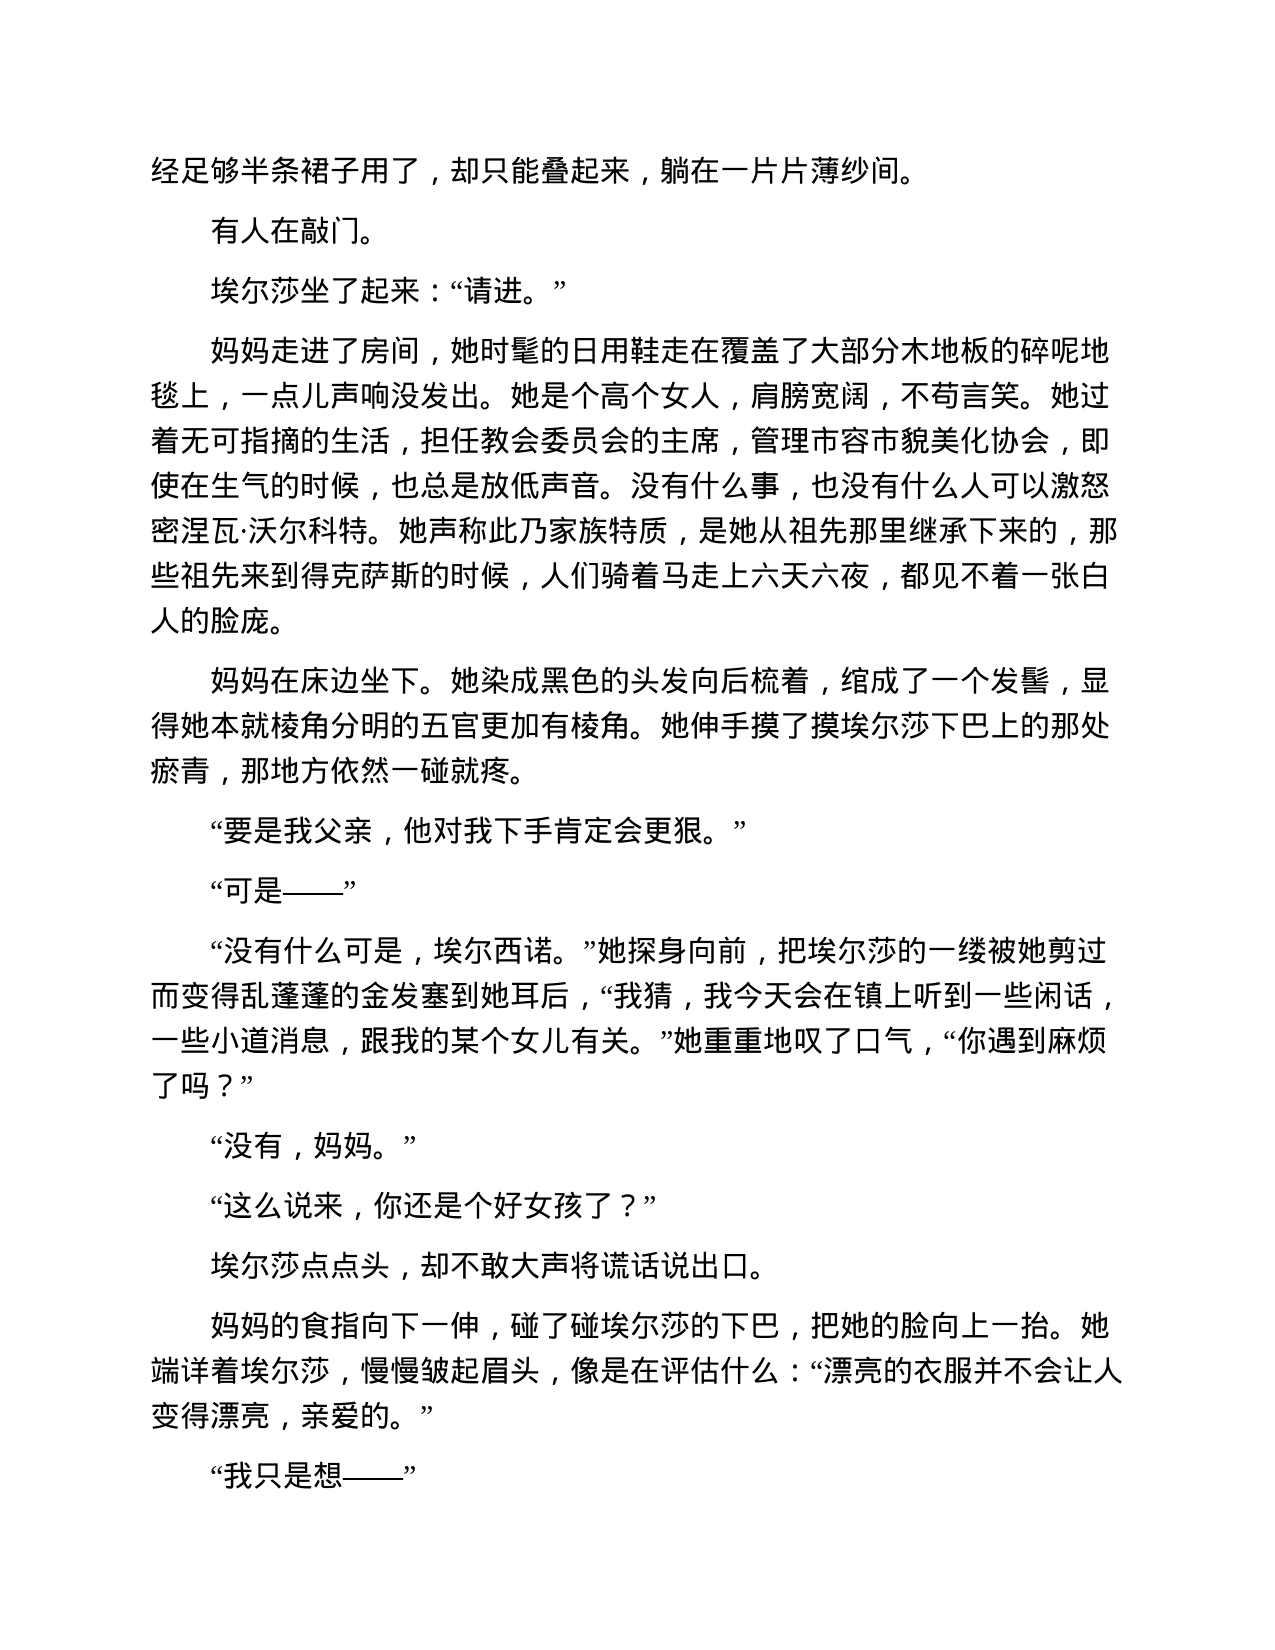 经足够半条裙子用了，却只能叠起来，躺在一片片薄纱间。
有人在敲门。
埃尔莎坐了起来：“请进。”
妈妈走进了房间，她时髦的日用鞋走在覆盖了大部分木地板的碎呢地
毯上，一点儿声响没发出。她是个高个女人，肩膀宽阔，不苟言笑。她过
着无可指摘的生活，担任教会委员会的主席，管理市容市貌美化协会，即
使在生气的时候，也总是放低声音。没有什么事，也没有什么人可以激怒
密涅瓦·沃尔科特。她声称此乃家族特质，是她从祖先那里继承下来的，那
些祖先来到得克萨斯的时候，人们骑着马走上六天六夜，都见不着一张白
人的脸庞。
妈妈在床边坐下。她染成黑色的头发向后梳着，绾成了一个发髻，显
得她本就棱角分明的五官更加有棱角。她伸手摸了摸埃尔莎下巴上的那处
瘀青，那地方依然一碰就疼。
“要是我父亲，他对我下手肯定会更狠。”
“可是——”
“没有什么可是，埃尔西诺。”她探身向前，把埃尔莎的一缕被她剪过
而变得乱蓬蓬的金发塞到她耳后，“我猜，我今天会在镇上听到一些闲话，
一些小道消息，跟我的某个女儿有关。”她重重地叹了口气，“你遇到麻烦
了吗？”
“没有，妈妈。”
“这么说来，你还是个好女孩了？”
埃尔莎点点头，却不敢大声将谎话说出口。
妈妈的食指向下一伸，碰了碰埃尔莎的下巴，把她的脸向上一抬。她
端详着埃尔莎，慢慢皱起眉头，像是在评估什么：“漂亮的衣服并不会让人
变得漂亮，亲爱的。”
“我只是想——”